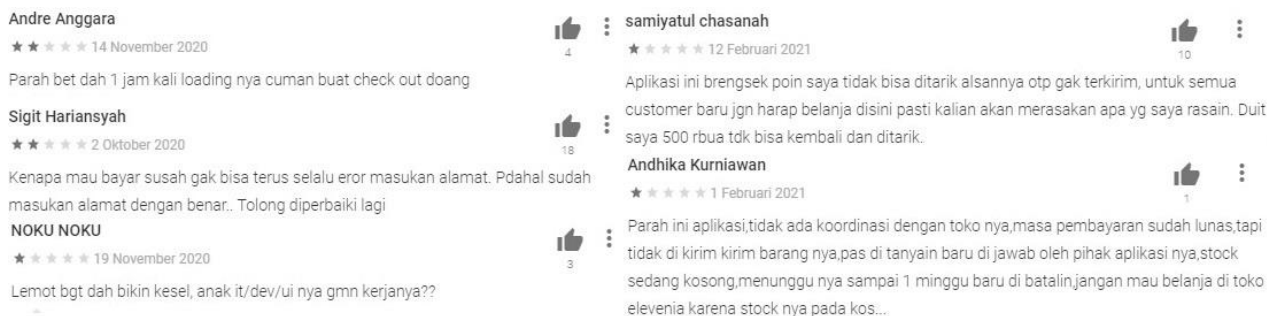 Andre Anggara
14 November 2020
4
Parah bet dah 1 jam kali loading nya cuman buat check out doang
Sigit Hariansyah
2 Oktober 2020
18
Kenapa mau bayar susah gak bisa terus selalu eror masukan alamat. Pdahal sudah
masukan alamat dengan benar.. Tolong diperbaiki lagi
NOKU NOKU
19 November 2020
3
Lemot bgt dah bikin kesel, anak it/dev/ui nya gmn kerjanya??
samiyatul chasanah
12 Februari 2021
10
Aplikasi ini brengsek poin saya tidak bisa ditarik alsannya otp gak terkirim, untuk semua
customer baru jgn harap belanja disini pasti kalian akan merasakan apa yg saya rasain. Duit
saya 500 rbua tdk bisa kembali dan ditarik.
Andhika Kurniawan
1 Februari 2021
1
Parah ini aplikasi,tidak ada koordinasi dengan toko nya,masa pembayaran sudah lunas,tapi
tidak di kirim kirim barang nya,pas di tanyain baru di jawab oleh pihak aplikasi nya,stock
sedang kosong,menunggu nya sampai 1 minggu baru di batalin,jangan mau belanja di toko
elevenia karena stock nya pada kos...